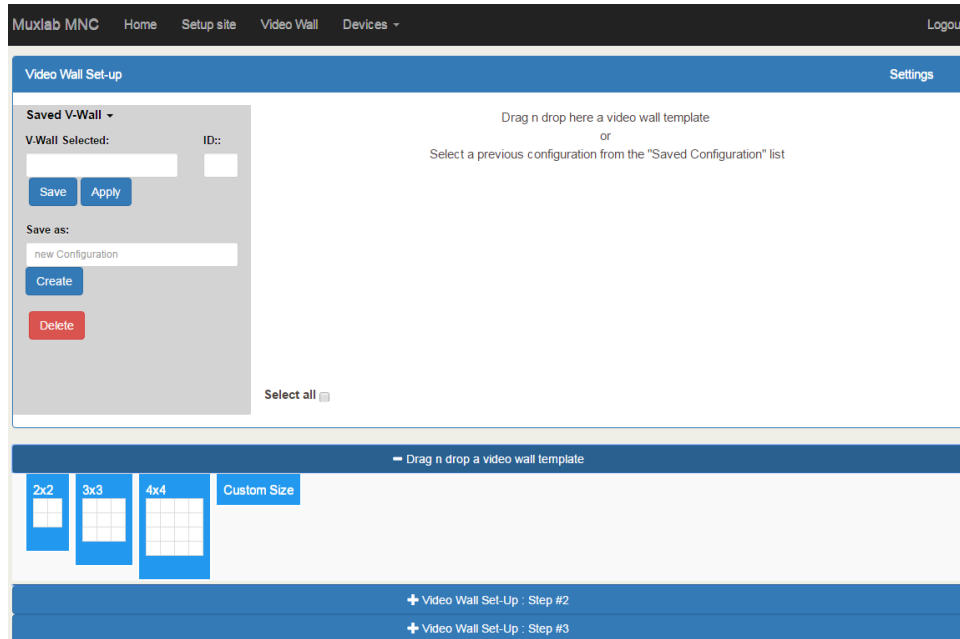 Muxlab MNC Home Setup site Video Wall Devices Logou
Video Wall Set-up Settings
Saved V-Wall
V-Wall Selected: ID::
Save Apply
Save as:
new Configuration
Create
Delete
Drag n drop here a video wall template
or
Select a previous configuration from the "Saved Configuration" list
Select all
Drag n drop a video wall template
2x2 3x3 4x4 Custom Size
Video Wall Set-Up : Step #2
Video Wall Set-Up : Step #3